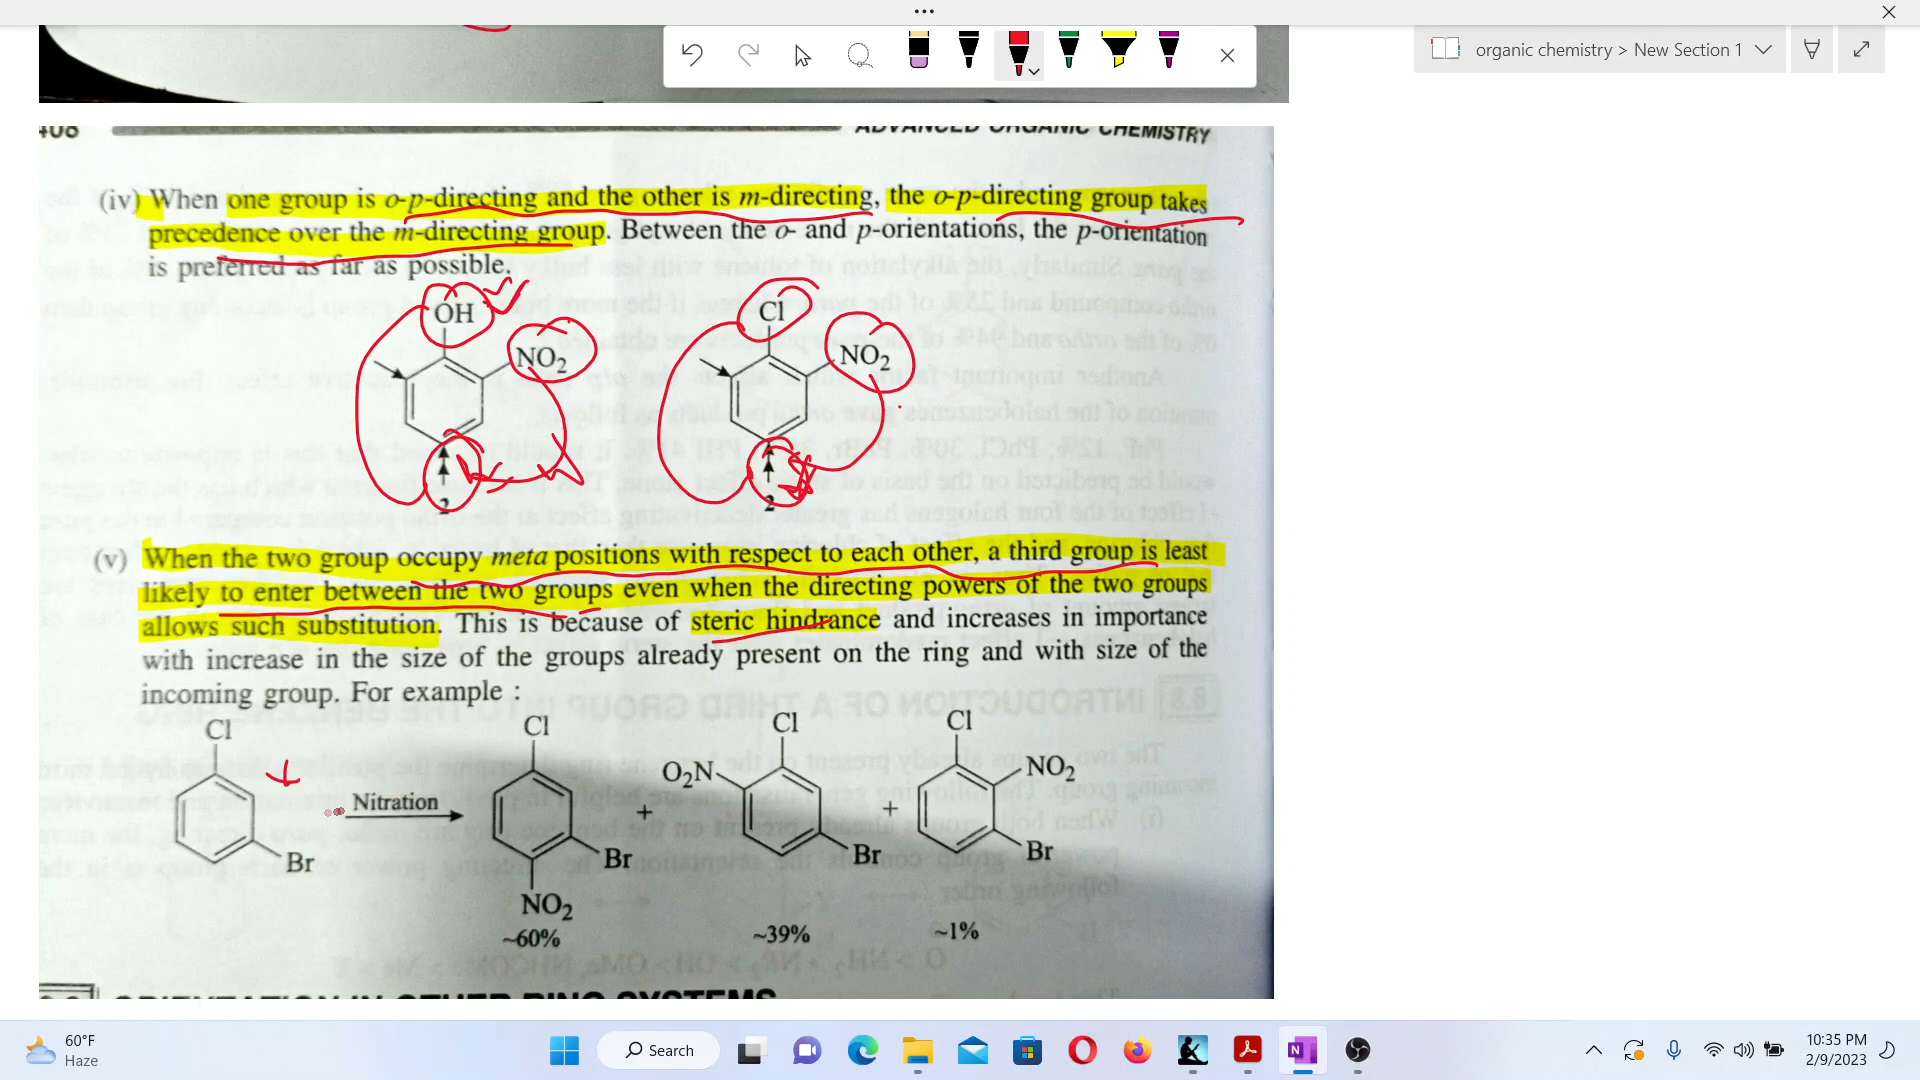 organic chemistry > New Section 1
408 ADVANCED ORGANIC CHEMISTRY
(iv) When one group is o-p-directing and the other is m-directing, the o-p-directing group takes
precedence over the m-directing group. Between the o- and p-orientations, the p-orientation
is preferred as far as possible.
OH Cl
NO2 NO2
2 2
(v) When the two group occupy meta positions with respect to each other, a third group is least
likely to enter between the two groups even when the directing powers of the two groups
allows such substitution. This is because of steric hindrance and increases in importance
with increase in the size of the groups already present on the ring and with size of the
incoming group. For example :
Cl Cl Cl Cl
O2N NO2
Nitration + +
Br Br Br Br
NO2
~60% ~39% ~1%
ORIENTATION IN OTHER RING SYSTEMS
60°F
Haze
Search
10:35 PM
2/9/2023